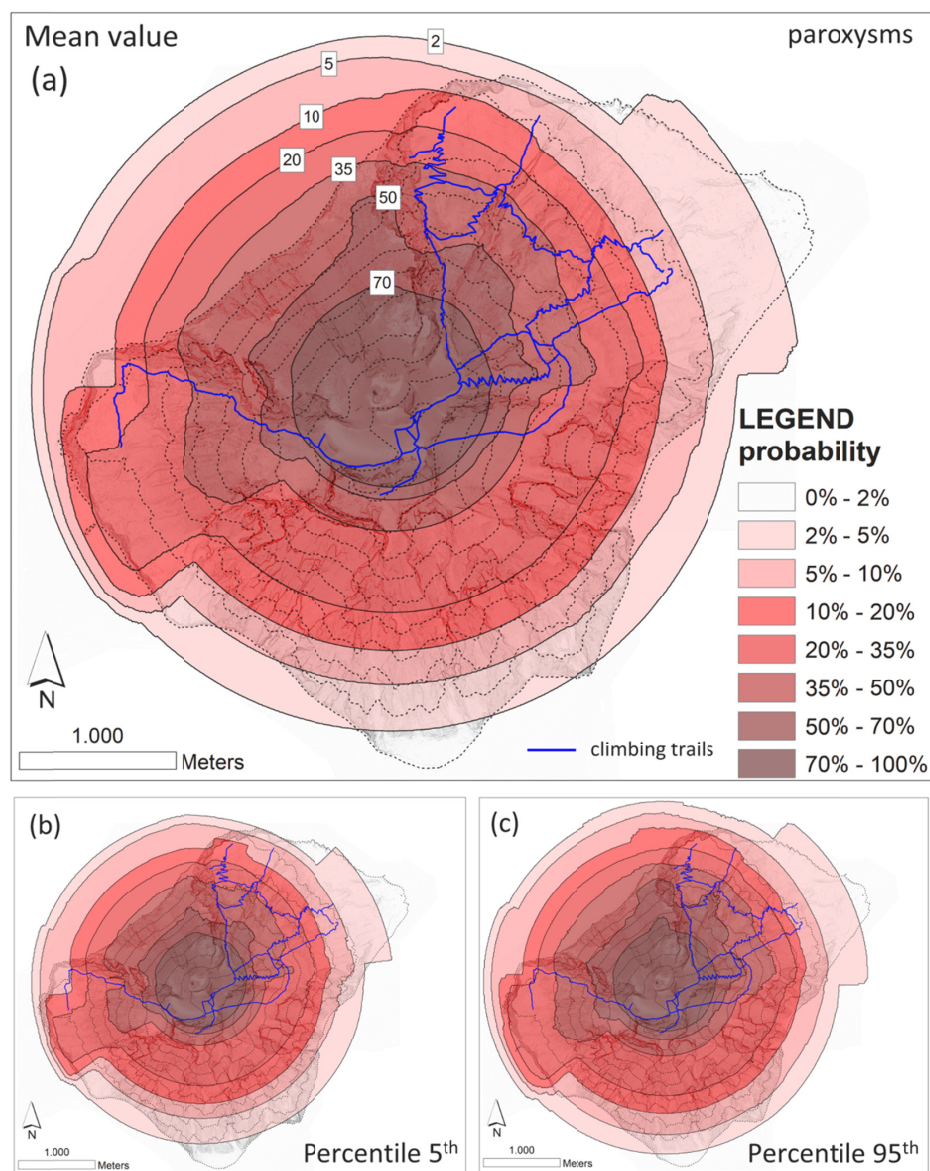 Mean value
paroxysms
(a)
2
5
10
20
35
50
70
LEGEND
probability
0% - 2%
2% - 5%
5% - 10%
10% - 20%
20% - 35%
35% - 50%
50% - 70%
70% - 100%
N
1.000
Meters
climbing trails
(b)
N
1.000
Meters
Percentile 5th
(c)
N
1.000
Meters
Percentile 95th